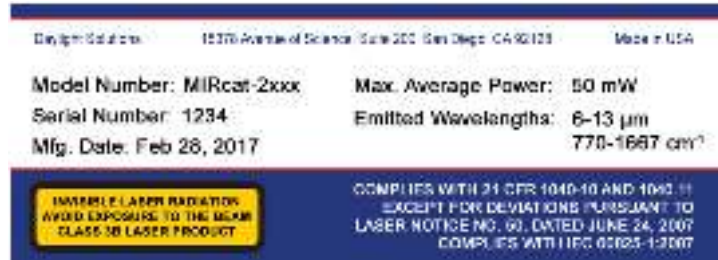 Daylight Solutions 15378 Avenue of Science, Suite 200, San Diego, CA 92128 Made in USA
Model Number: MIRcat-2xxx Max. Average Power: 50 mW
Serial Number: 1234 Emitted Wavelengths: 6-13 µm
Mfg. Date: Feb 28, 2017 770-1667 cm⁻¹
INVISIBLE LASER RADIATION
AVOID EXPOSURE TO THE BEAM
CLASS 3B LASER PRODUCT
COMPLIES WITH 21 CFR 1040-10 AND 1040.11
EXCEPT FOR DEVIATIONS PURSUANT TO
LASER NOTICE NO. 50, DATED JUNE 24, 2007
COMPLIES WITH IEC 60825-1:2007